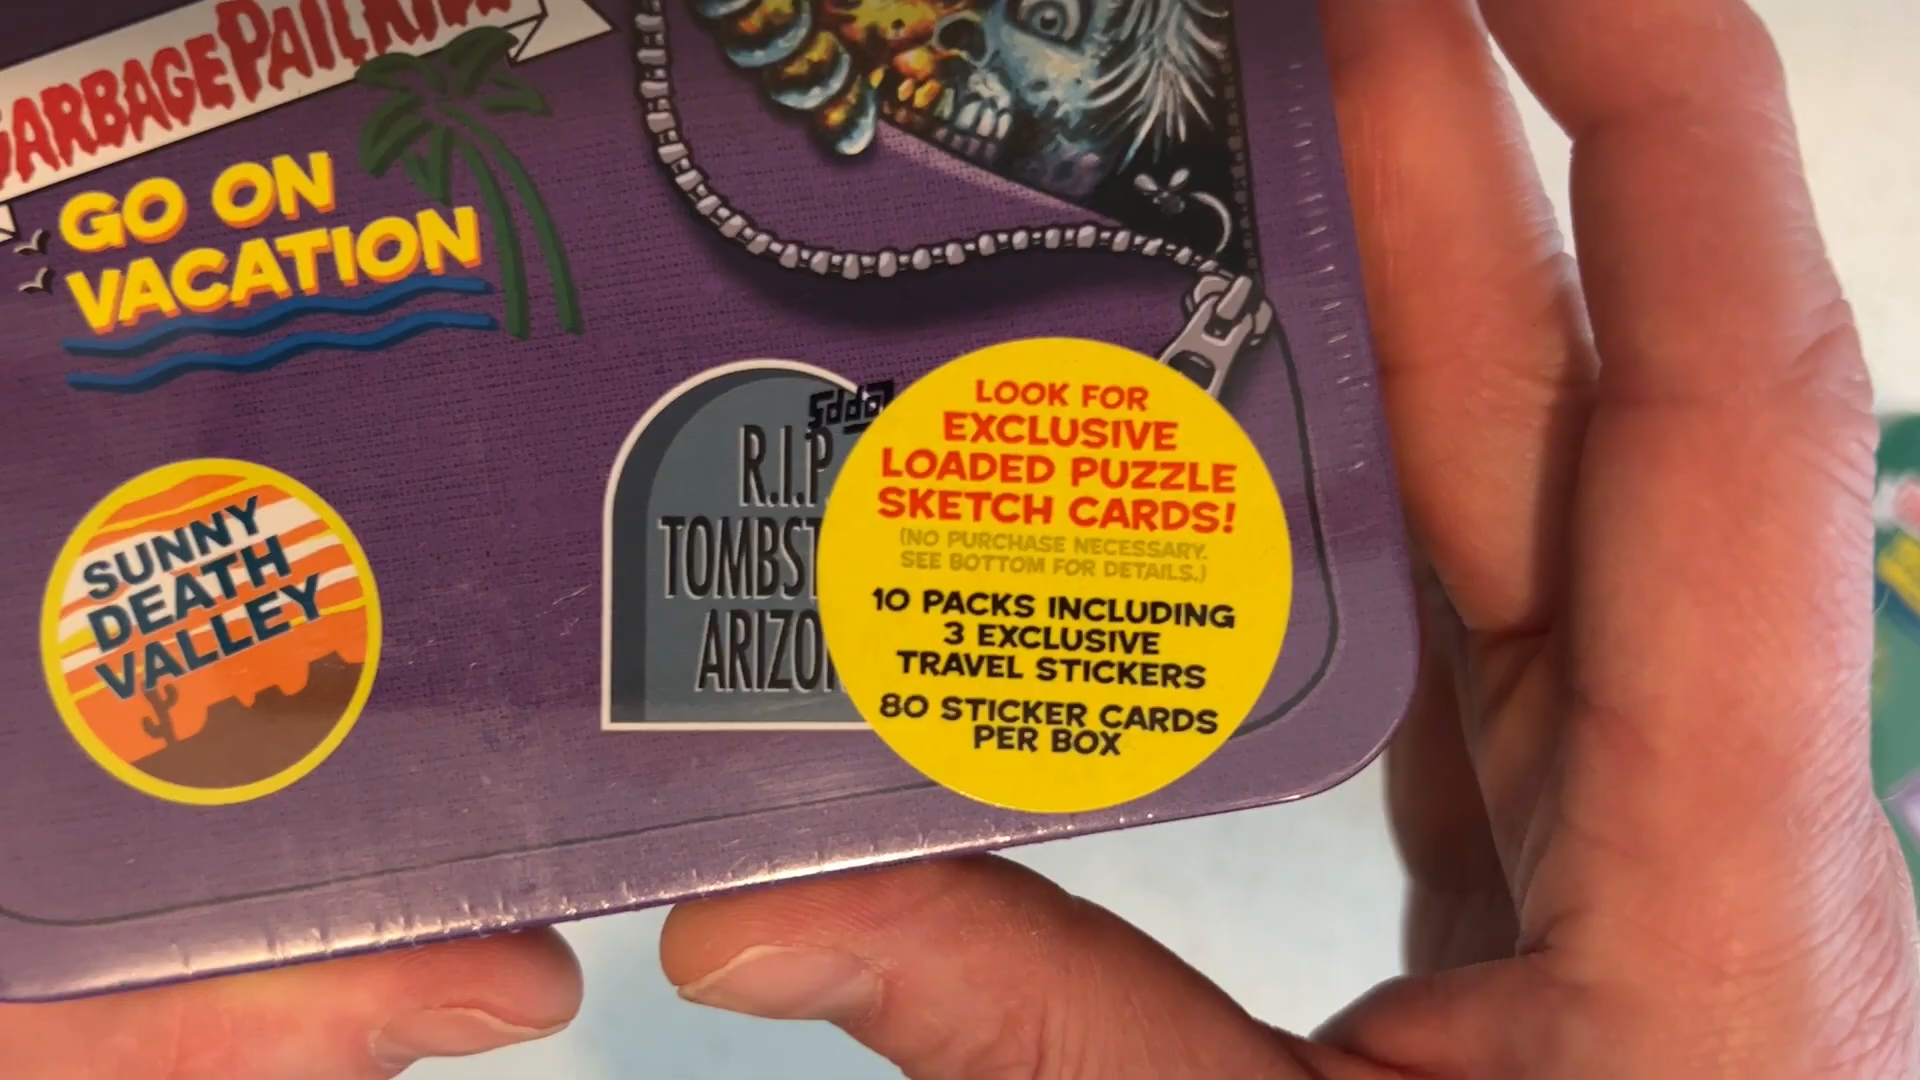 GARBAGE PAIL KIDS
GO ON
VACATION
SUNNY
DEATH
VALLEY
R.I.P.
TOMBST
ARIZO
LOOK FOR
EXCLUSIVE
LOADED PUZZLE
SKETCH CARDS!
(NO PURCHASE NECESSARY.
SEE BOTTOM FOR DETAILS.)
10 PACKS INCLUDING
3 EXCLUSIVE
TRAVEL STICKERS
80 STICKER CARDS
PER BOX